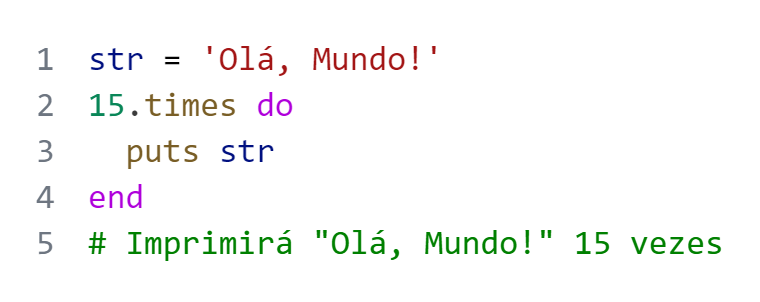 1 str = 'Olá, Mundo!'
2 15.times do
3   puts str
4 end
5 # Imprimirá "Olá, Mundo!" 15 vezes